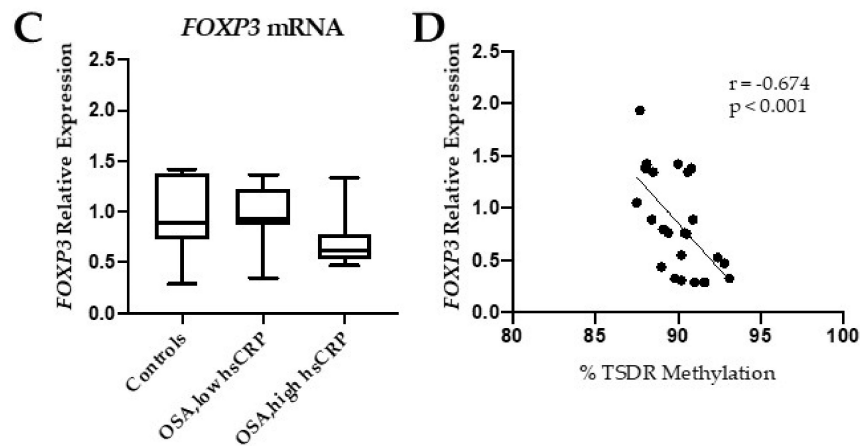 C
FOXP3 mRNA
FOXP3 Relative Expression
2.5
2.0
1.5
1.0
0.5
0.0
Controls
OSA,low hsCRP
OSA,high hsCRP
D
FOXP3 Relative Expression
2.5
2.0
1.5
1.0
0.5
0.0
r = -0.674
p < 0.001
80
85
90
95
100
% TSDR Methylation